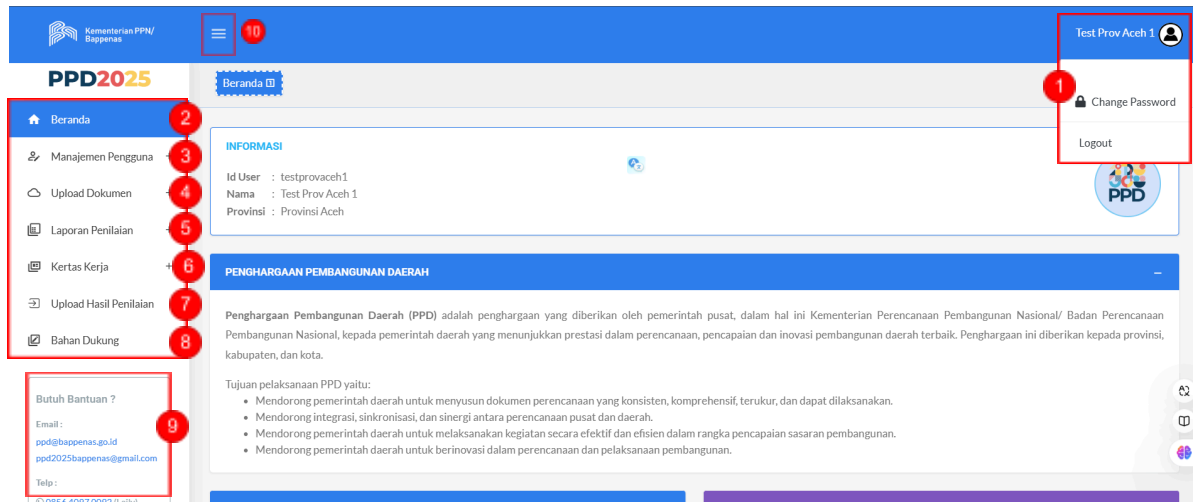 Kementerian PPN/
Bappenas
10
Test Prov Aceh 1
PPD2025
Beranda
1
Change Password
Logout
Beranda
2
Manajemen Pengguna +
3
Upload Dokumen +
4
Laporan Penilaian +
5
Kertas Kerja +
6
Upload Hasil Penilaian
7
Bahan Dukung
8
INFORMASI
Id User : testprovaceh1
Nama : Test Prov Aceh 1
Provinsi : Provinsi Aceh
PPD
PENGHARGAAN PEMBANGUNAN DAERAH –
Penghargaan Pembangunan Daerah (PPD) adalah penghargaan yang diberikan oleh pemerintah pusat, dalam hal ini Kementerian Perencanaan Pembangunan Nasional/ Badan Perencanaan
Pembangunan Nasional, kepada pemerintah daerah yang menunjukkan prestasi dalam perencanaan, pencapaian dan inovasi pembangunan daerah terbaik. Penghargaan ini diberikan kepada provinsi,
kabupaten, dan kota.
Tujuan pelaksanaan PPD yaitu:
• Mendorong pemerintah daerah untuk menyusun dokumen perencanaan yang konsisten, komprehensif, terukur, dan dapat dilaksanakan.
• Mendorong integrasi, sinkronisasi, dan sinergi antara perencanaan pusat dan daerah.
• Mendorong pemerintah daerah untuk melaksanakan kegiatan secara efektif dan efisien dalam rangka pencapaian sasaran pembangunan.
• Mendorong pemerintah daerah untuk berinovasi dalam perencanaan dan pelaksanaan pembangunan.
Butuh Bantuan ?
Email :
9
ppd@bappenas.go.id
ppd2025bappenas@gmail.com
Telp :